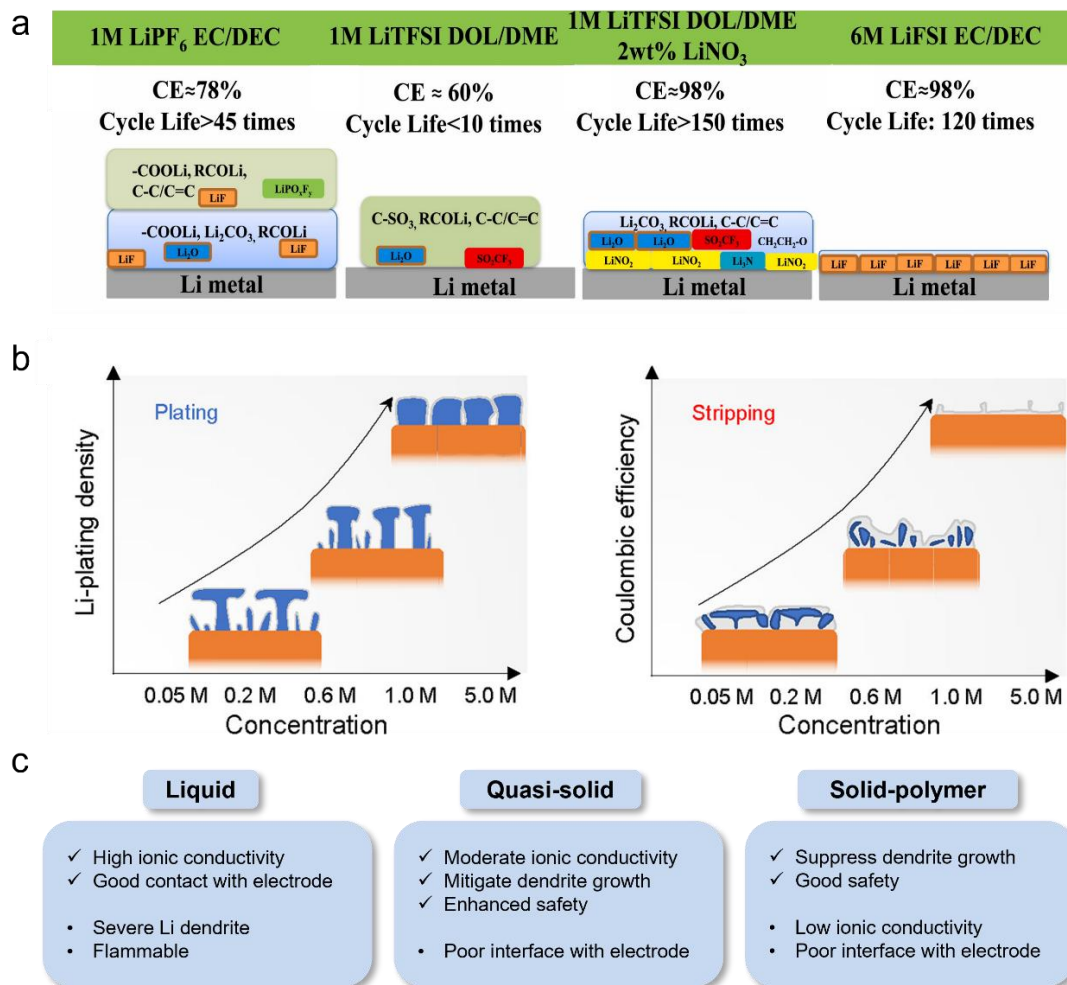 a
1M LiPF₆ EC/DEC
CE≈78%
Cycle Life>45 times
-COOLi, RCOLi,
C-C/C=C
LiF
LiPOₓFᵧ
-COOLi, Li₂CO₃, RCOLi
LiF
Li₂O
LiF
Li metal
1M LiTFSI DOL/DME
CE ≈ 60%
Cycle Life<10 times
C-SO₃, RCOLi, C-C/C=C
Li₂O
SO₂CF₃
Li metal
1M LiTFSI DOL/DME
2wt% LiNO₃
CE≈98%
Cycle Life>150 times
Li₂CO₃, RCOLi, C-C/C=C
Li₂O
Li₂O
SO₂CF₃
CH₂CH₂-O
LiNO₂
LiNO₂
Li₃N
LiNO₂
Li metal
6M LiFSI EC/DEC
CE≈98%
Cycle Life: 120 times
LiF LiF LiF LiF LiF LiF
Li metal
b
Plating
Li-plating density
0.05 M 0.2 M 0.6 M 1.0 M 5.0 M
Concentration
Stripping
Coulombic efficiency
0.05 M 0.2 M 0.6 M 1.0 M 5.0 M
Concentration
c
Liquid
✓ High ionic conductivity
✓ Good contact with electrode
• Severe Li dendrite
• Flammable
Quasi-solid
✓ Moderate ionic conductivity
✓ Mitigate dendrite growth
✓ Enhanced safety
• Poor interface with electrode
Solid-polymer
✓ Suppress dendrite growth
✓ Good safety
• Low ionic conductivity
• Poor interface with electrode